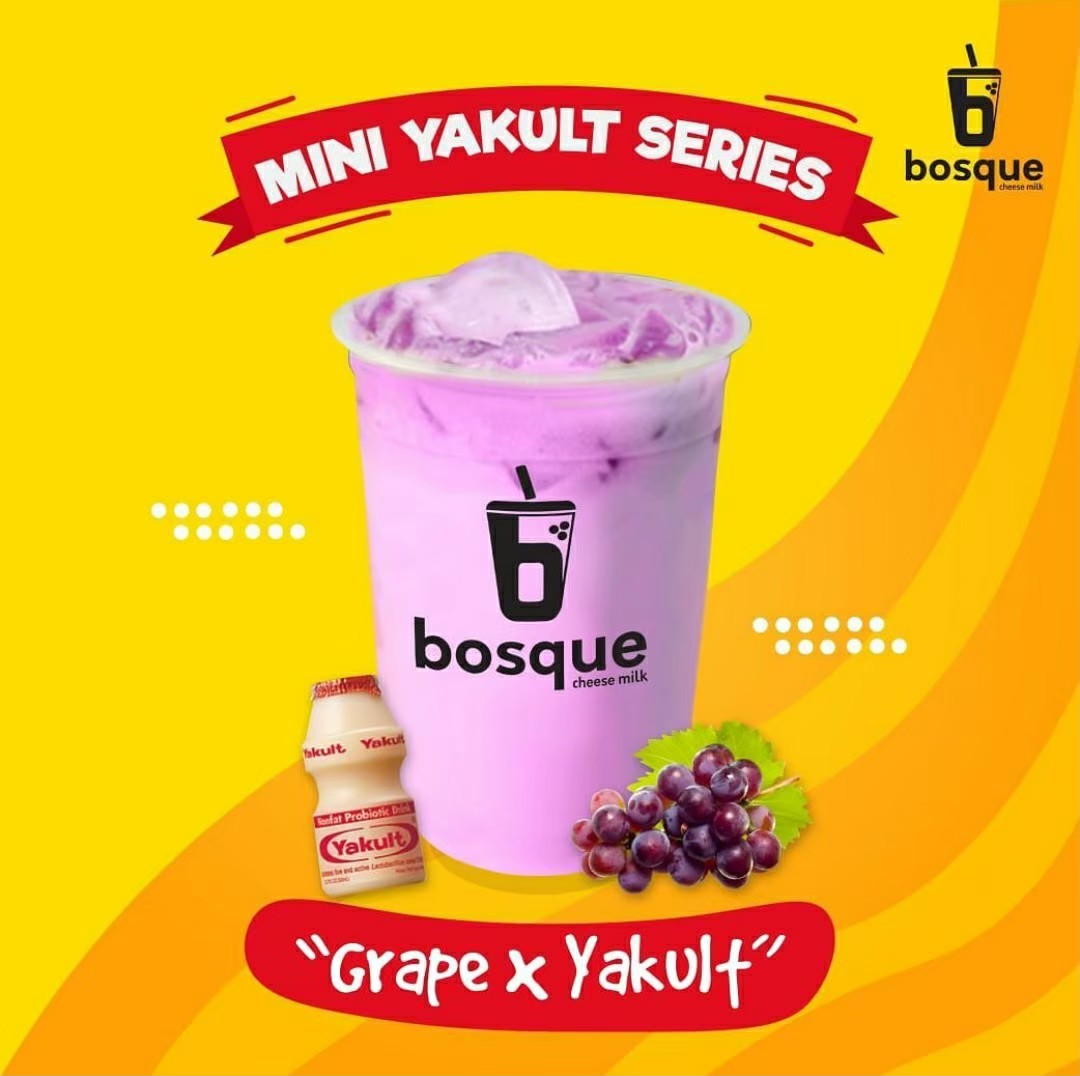 MINI YAKULT SERIES
bosque
cheese milk
bosque
cheese milk
Yakult Yakult
Nonfat Probiotic Drink
Yakult
"Grape x Yakult"